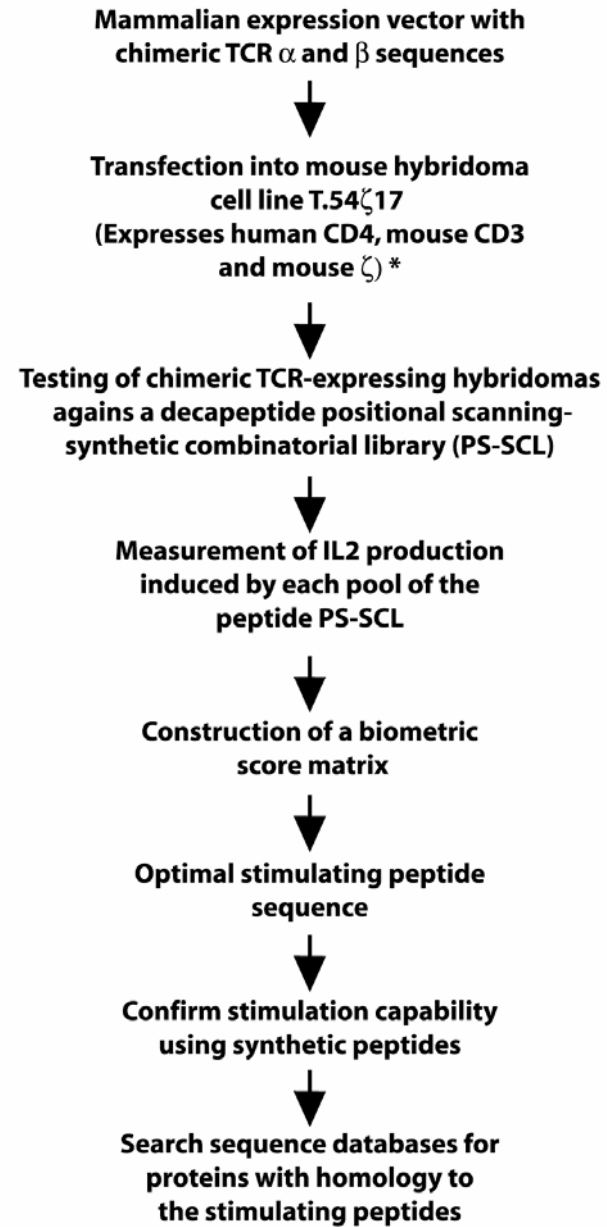 Mammalian expression vector with
chimeric TCR α and β sequences
Transfection into mouse hybridoma
cell line T.54ζ17
(Expresses human CD4, mouse CD3
and mouse ζ) *
Testing of chimeric TCR-expressing hybridomas
agains a decapeptide positional scanning-
synthetic combinatorial library (PS-SCL)
Measurement of IL2 production
induced by each pool of the
peptide PS-SCL
Construction of a biometric
score matrix
Optimal stimulating peptide
sequence
Confirm stimulation capability
using synthetic peptides
Search sequence databases for
proteins with homology to
the stimulating peptides